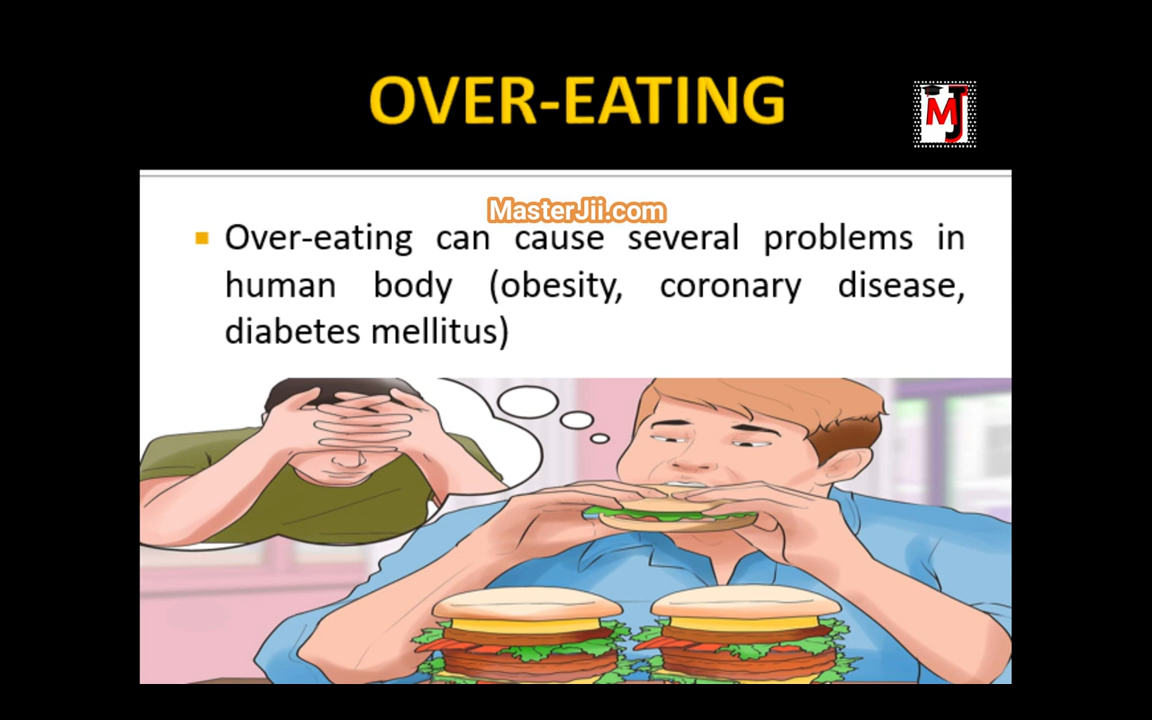 OVER-EATING
MJ
MasterJii.com
Over-eating can cause several problems in
human body (obesity, coronary disease,
diabetes mellitus)